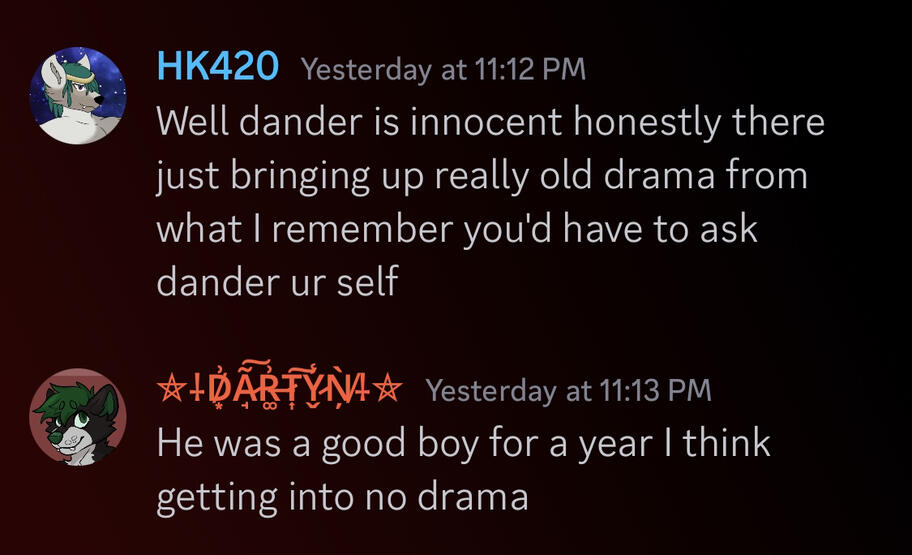 HK420 Yesterday at 11:12 PM
Well dander is innocent honestly there
just bringing up really old drama from
what I remember you'd have to ask
dander ur self
⛧⸸DARTYN⸸⛧ Yesterday at 11:13 PM
He was a good boy for a year I think
getting into no drama